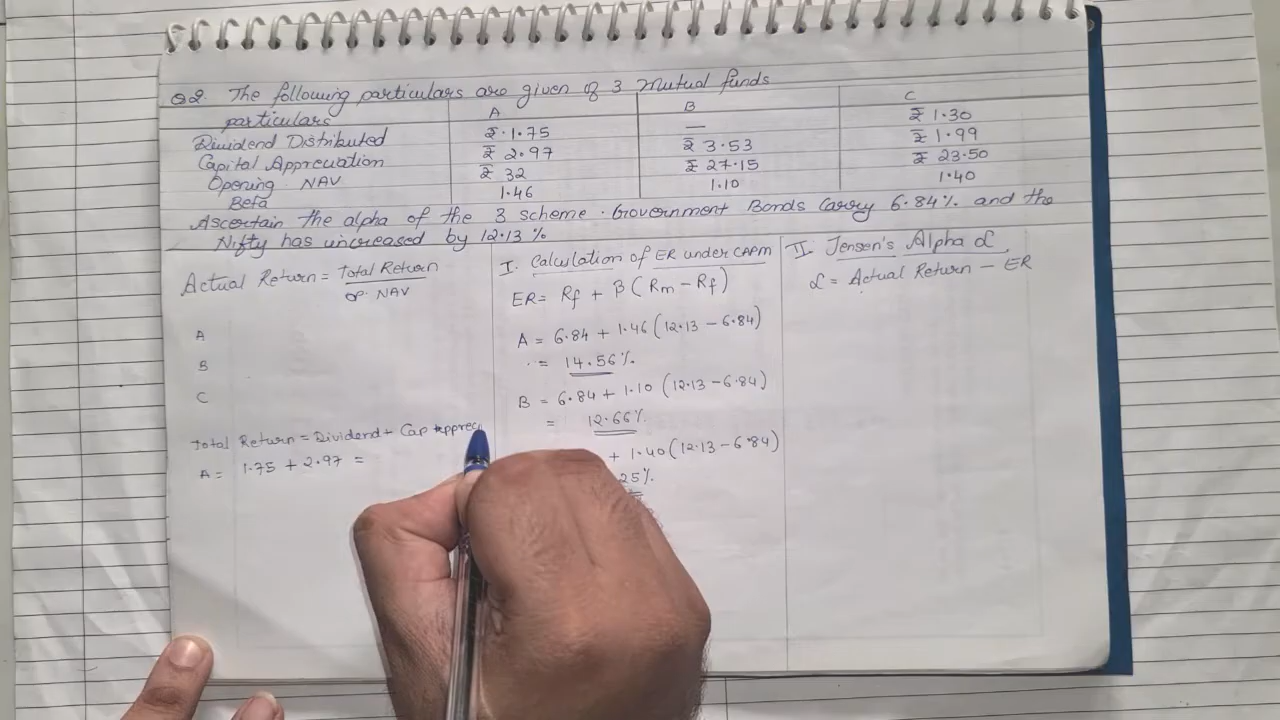 Q2. The following particulars are given of 3 Mutual funds
particulars A B C
Dividend Distributed ₹.1.75 — ₹ 1.30
Capital Appreciation ₹ 2.97 ₹ 3.53 ₹ 1.99
Opening NAV ₹ 32 ₹ 27.15 ₹ 23.50
Beta 1.46 1.10 1.40
Ascertain the alpha of the 3 scheme. Government Bonds carry 6.84% and the
Nifty has increased by 12.13 %
Actual Return = Total Return
OP. NAV
A
B
C
Total Return = Dividend + Cap Apprec
A = 1.75 + 2.97 =
I. Calculation of ER under CAPM
ER = Rf + β (Rm - Rf)
A = 6.84 + 1.46 (12.13 - 6.84)
= 14.56%.
B = 6.84 + 1.10 (12.13 - 6.84)
= 12.66%.
+ 1.40 (12.13 - 6.84)
25%.
II. Jensen's Alpha α
α = Actual Return - ER